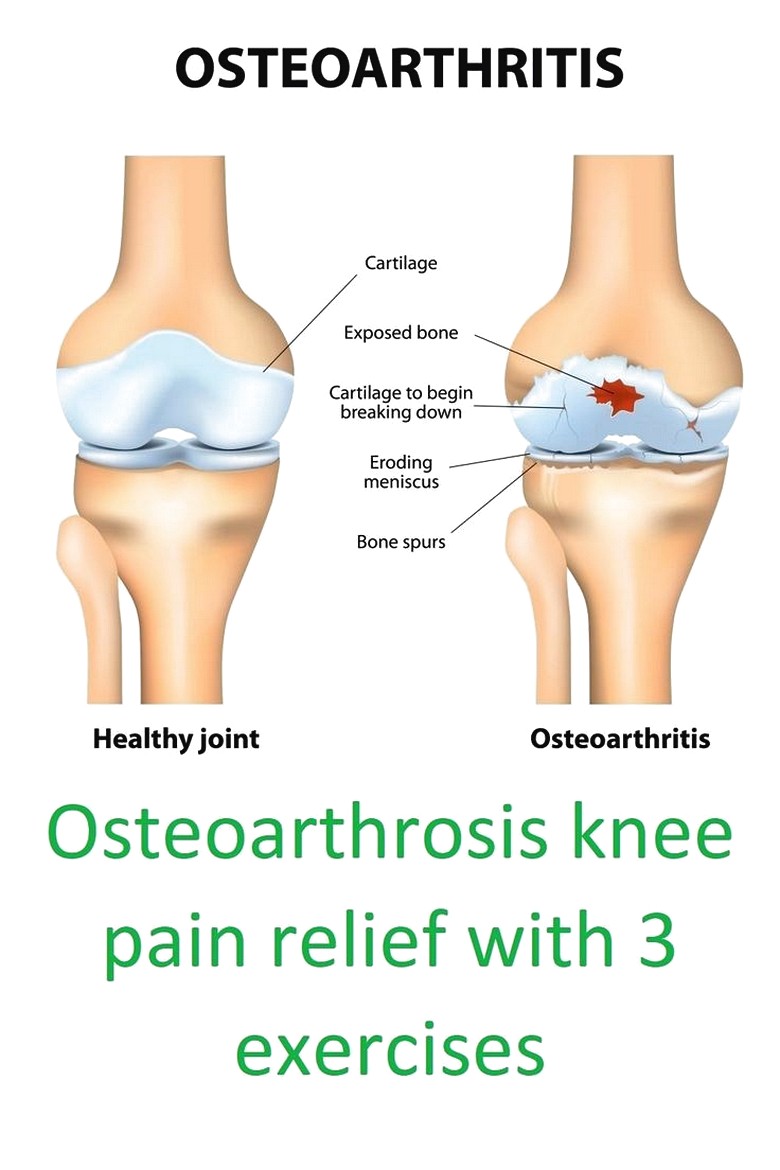 OSTEOARTHRITIS
Cartilage
Exposed bone
Cartilage to begin
breaking down
Eroding
meniscus
Bone spurs
Healthy joint
Osteoarthritis
Osteoarthrosis knee
pain relief with 3
exercises